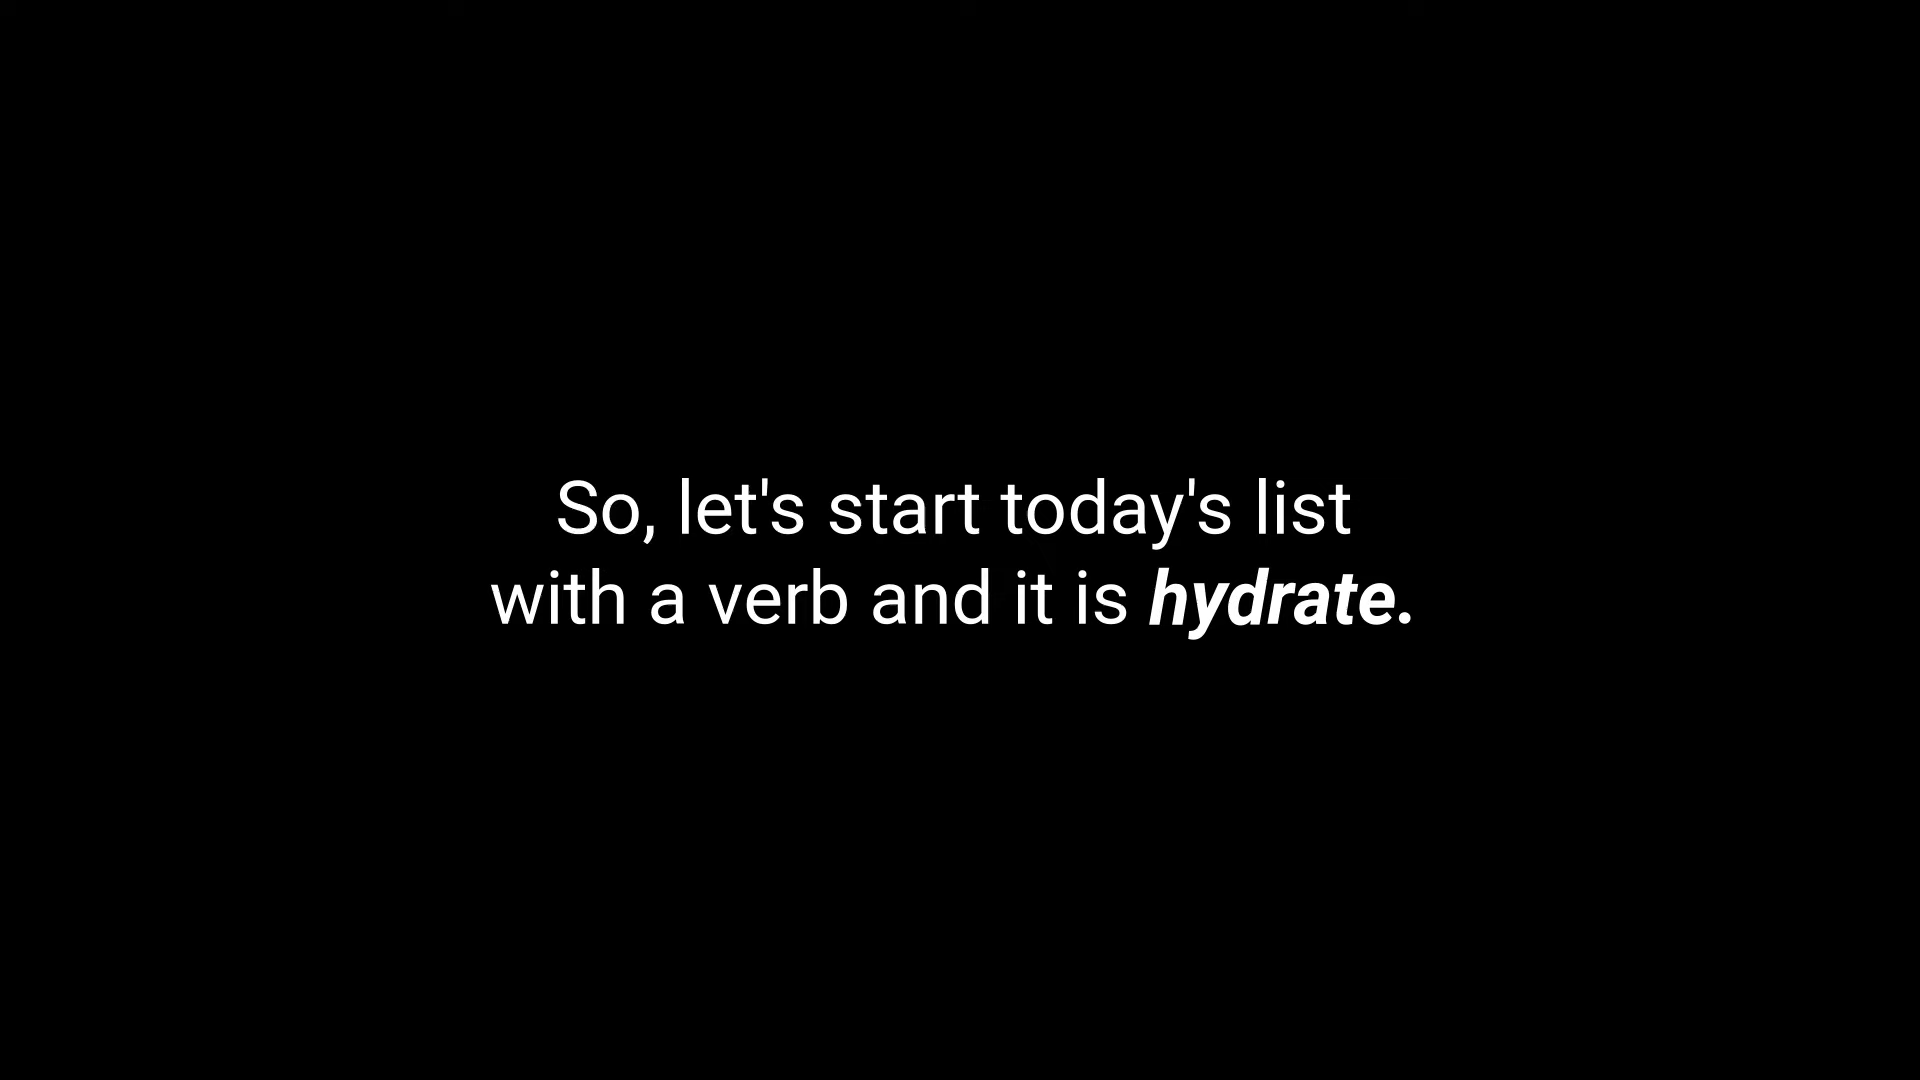 So, let's start today's list
with a verb and it is hydrate.